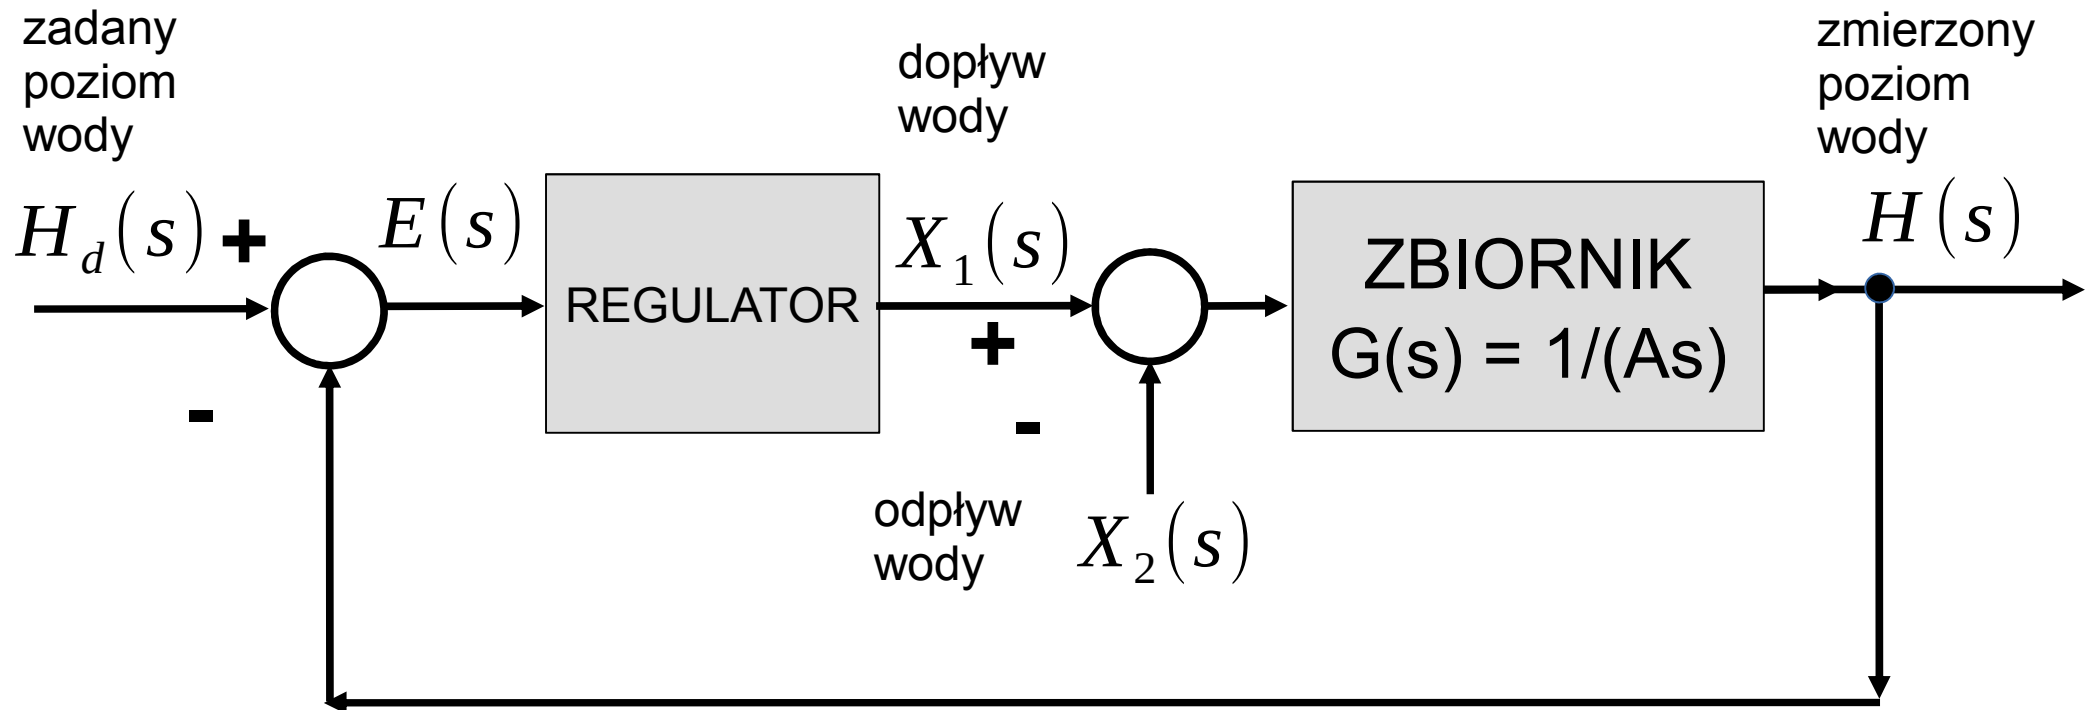 zadany
poziom
wody
dopływ
wody
zmierzony
poziom
wody
H_d(s) +
E(s)
X_1(s)
H(s)
REGULATOR
ZBIORNIK
G(s) = 1/(As)
+
-
-
odpływ
wody
X_2(s)